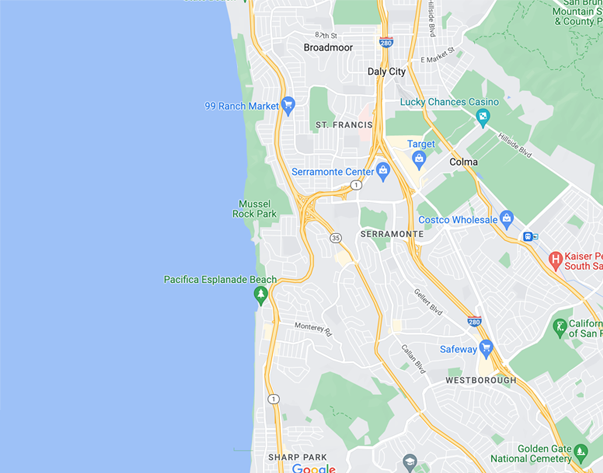 San Brun
Mountain S
& County P
Hillside Blvd
87th St
Broadmoor
280
E Market St
Daly City
Lucky Chances Casino
99 Ranch Market
ST. FRANCIS
Hillside Blvd
Target
Colma
Serramonte Center
1
Mussel
Rock Park
Costco Wholesale
SERRAMONTE
35
Kaiser Pe
South Sa
Pacifica Esplanade Beach
Gellert Blvd
280
Californ
of San F
Monterey Rd
Callan Blvd
Safeway
WESTBOROUGH
1
Golden Gate
National Cemetery
SHARP PARK
Google